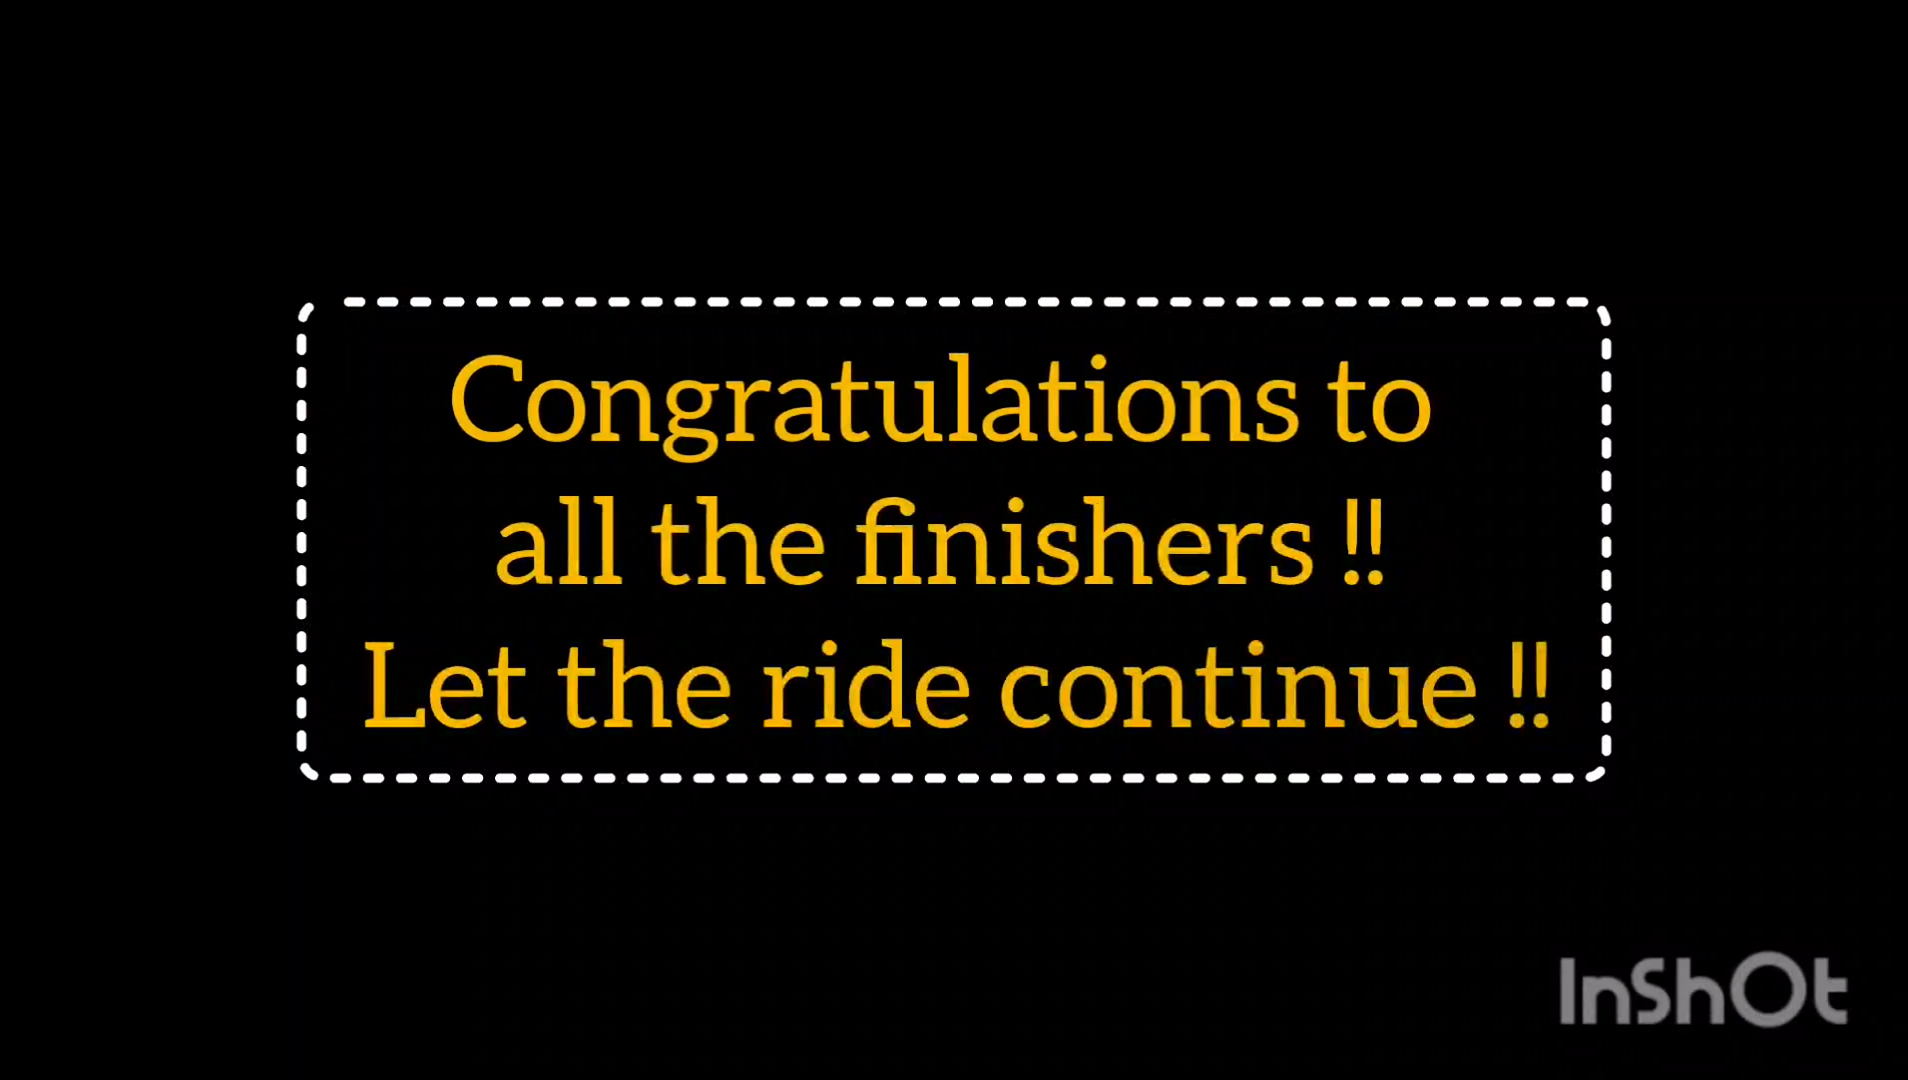 Congratulations to
all the finishers !!
Let the ride continue !!
InShOt